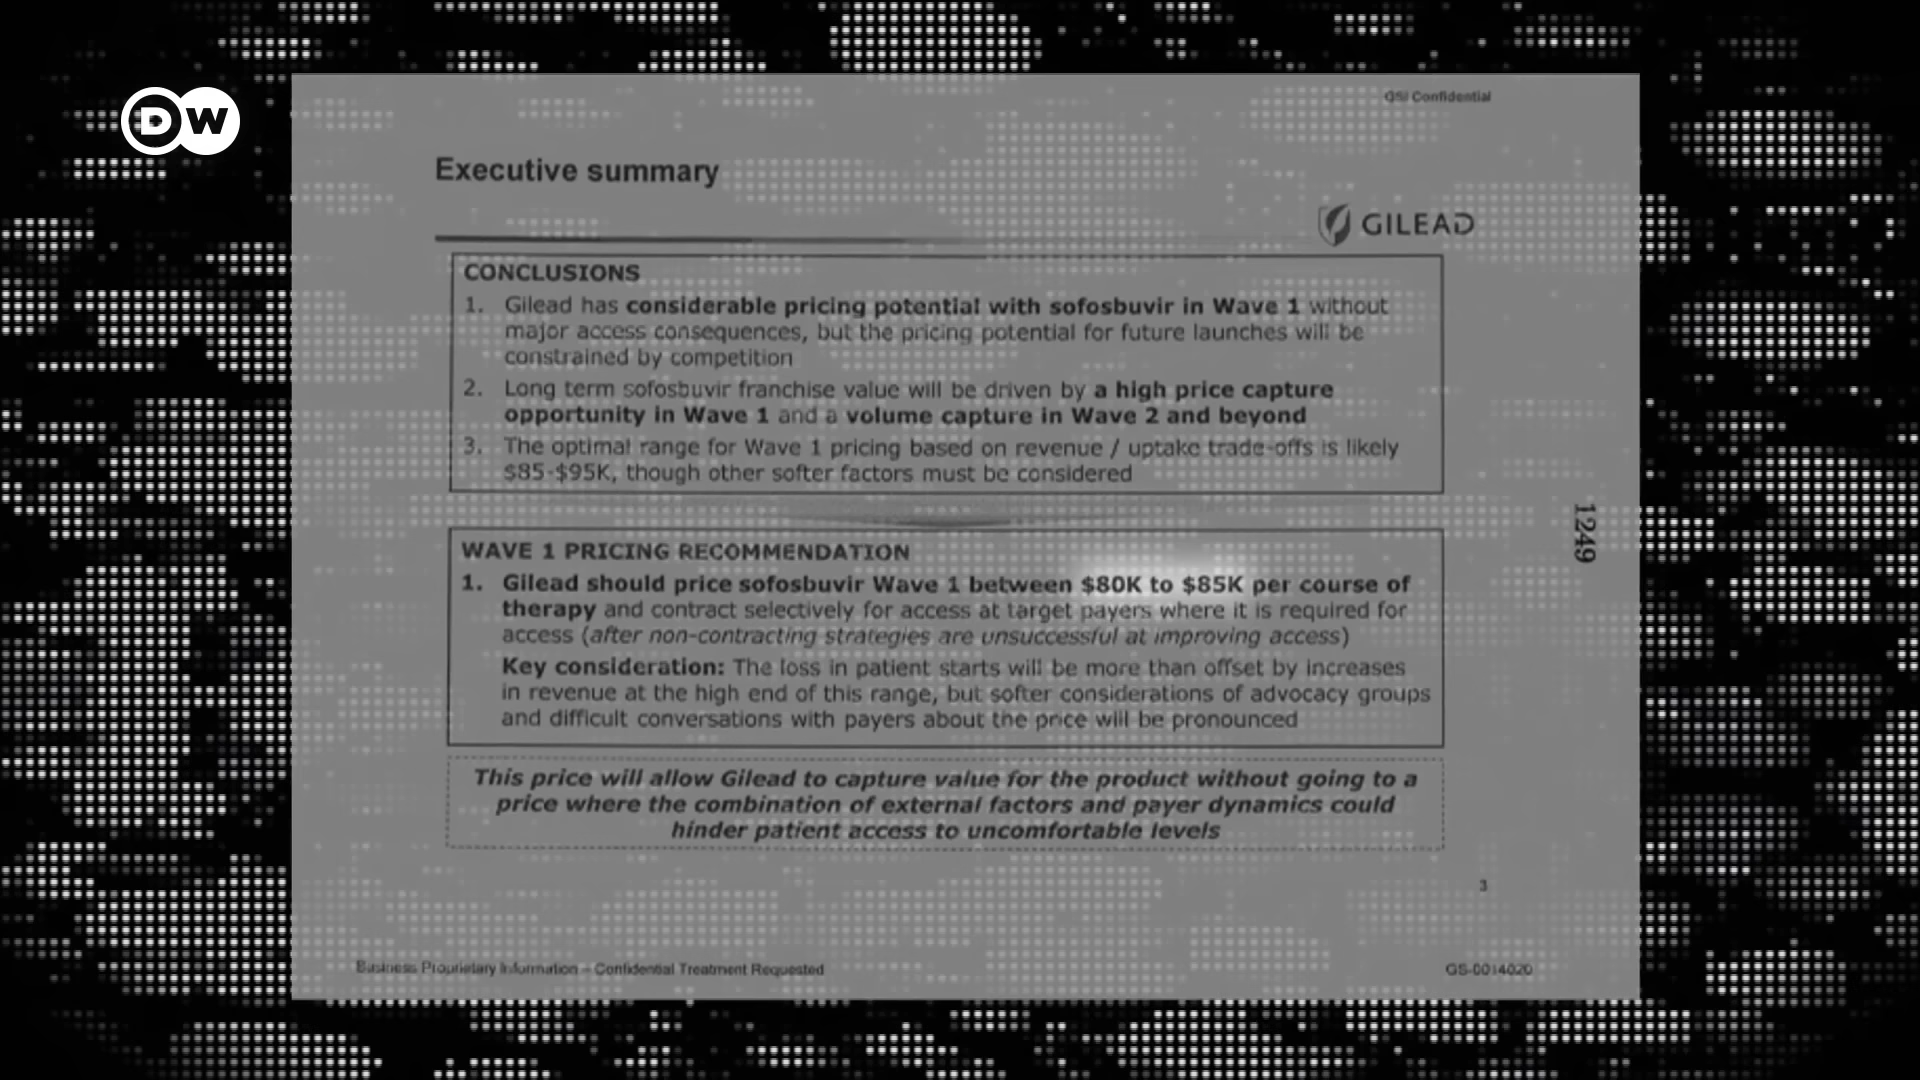 DW
GSI Confidential
Executive summary
GILEAD
CONCLUSIONS
1. Gilead has considerable pricing potential with sofosbuvir in Wave 1 without
major access consequences, but the pricing potential for future launches will be
constrained by competition
2. Long term sofosbuvir franchise value will be driven by a high price capture
opportunity in Wave 1 and a volume capture in Wave 2 and beyond
3. The optimal range for Wave 1 pricing based on revenue / uptake trade-offs is likely
$85-$95K, though other softer factors must be considered
1249
WAVE 1 PRICING RECOMMENDATION
1. Gilead should price sofosbuvir Wave 1 between $80K to $85K per course of
therapy and contract selectively for access at target payers where it is required for
access (after non-contracting strategies are unsuccessful at improving access)
Key consideration: The loss in patient starts will be more than offset by increases
in revenue at the high end of this range, but softer considerations of advocacy groups
and difficult conversations with payers about the price will be pronounced
This price will allow Gilead to capture value for the product without going to a
price where the combination of external factors and payer dynamics could
hinder patient access to uncomfortable levels
3
Business Proprietary Information – Confidential Treatment Requested
GS-0014020